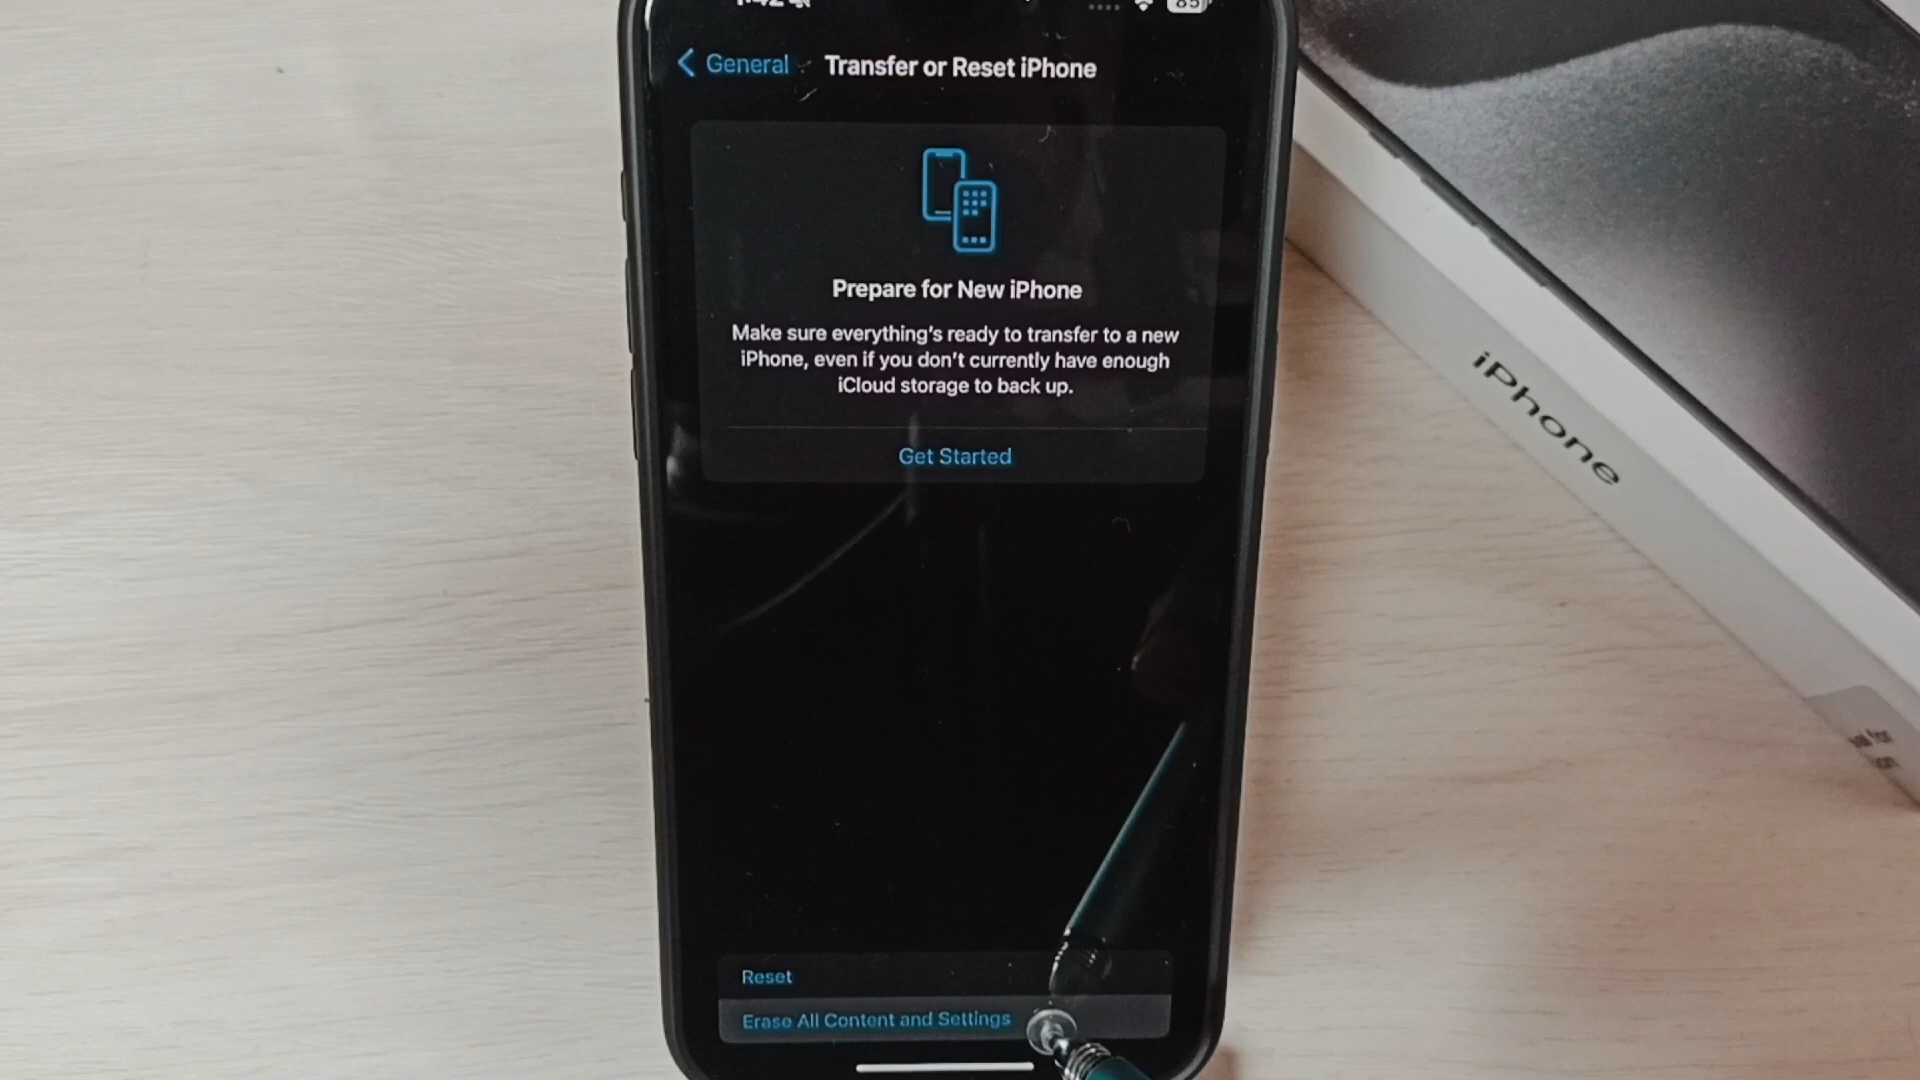 85
General
Transfer or Reset iPhone
Prepare for New iPhone
Make sure everything's ready to transfer to a new
iPhone, even if you don't currently have enough
iCloud storage to back up.
Get Started
Reset
Erase All Content and Settings
iPhone